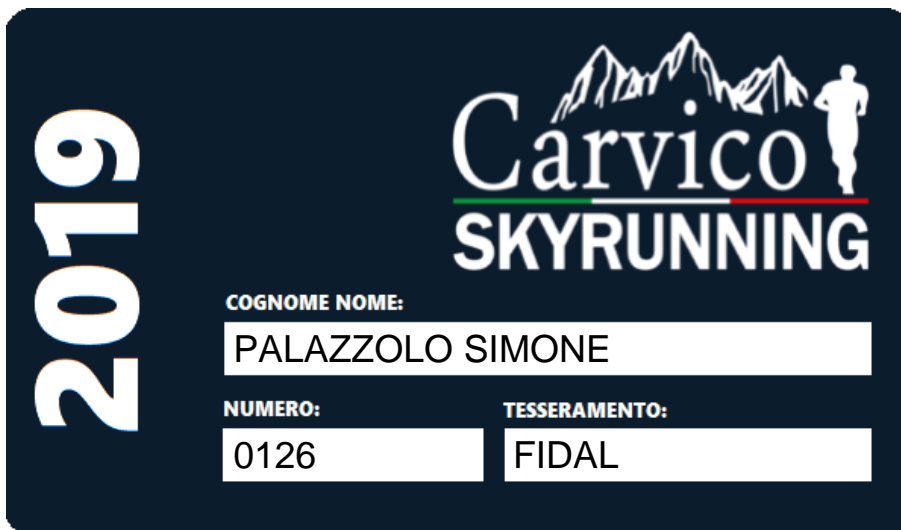 2019
Carvico
SKYRUNNING
COGNOME NOME:
PALAZZOLO SIMONE
NUMERO:
TESSERAMENTO:
0126
FIDAL